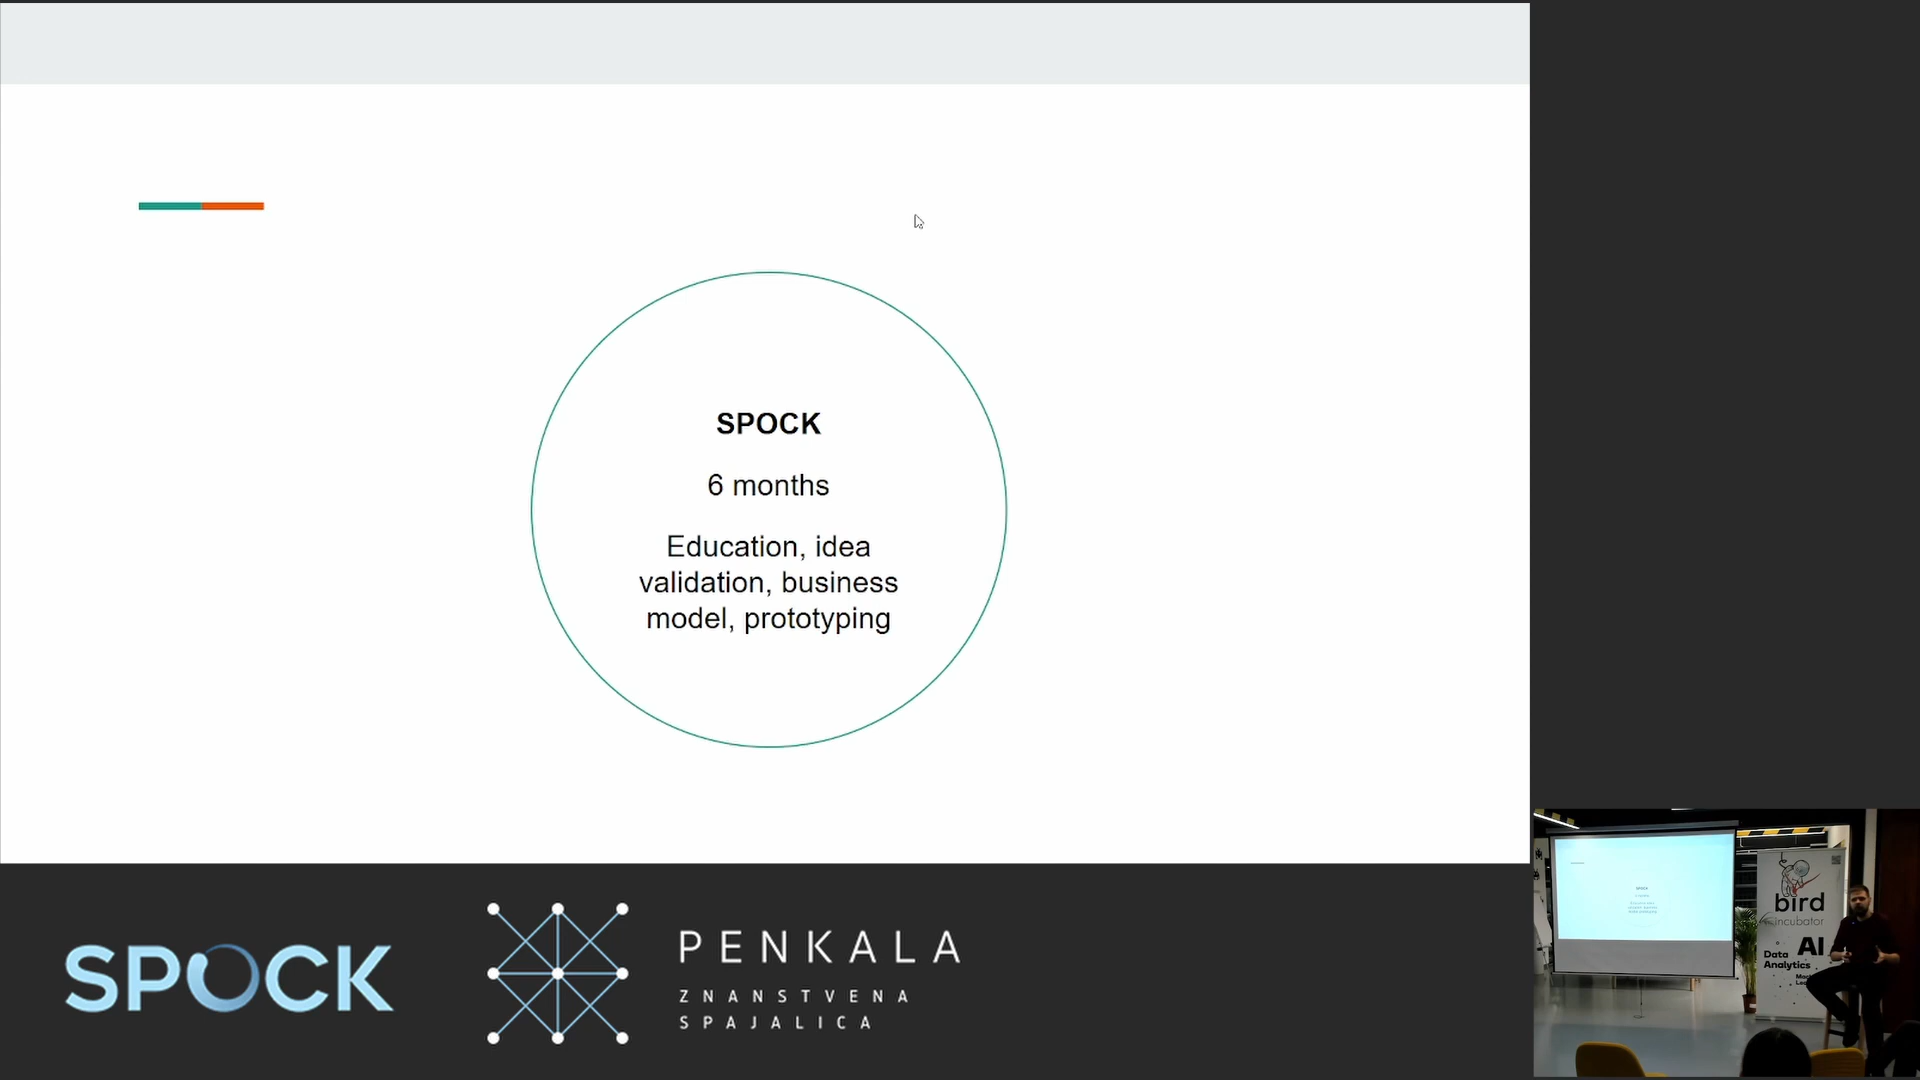 SPOCK
6 months
Education, idea
validation, business
model, prototyping
SPOCK
PENKALA
ZNANSTVENA
SPAJALICA
bird
incubator
AI
Data
Analytics